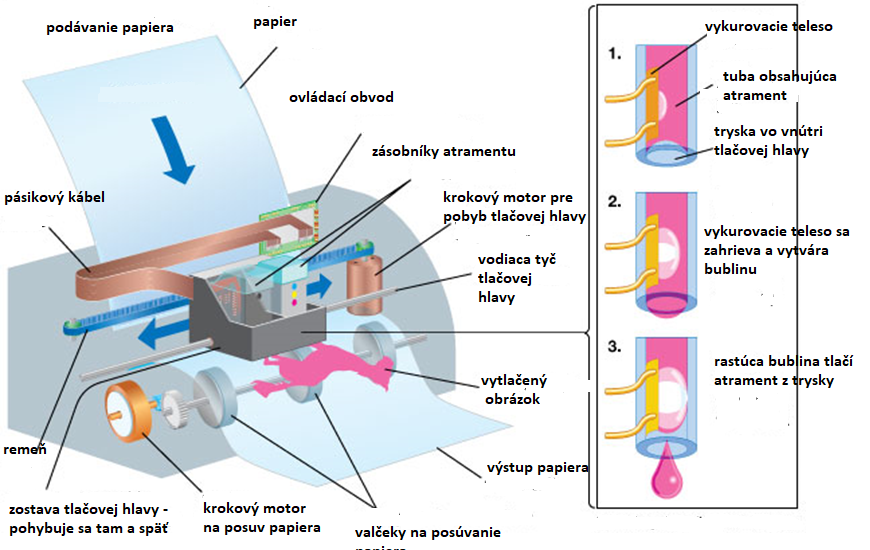 podávanie papiera
papier
ovládací obvod
zásobníky atramentu
pásikový kábel
krokový motor pre
pobyb tlačovej hlavy
vodiaca tyč
tlačovej
hlavy
vytlačený
obrázok
výstup papiera
remeň
zostava tlačovej hlavy -
pohybuje sa tam a späť
krokový motor
na posuv papiera
valčeky na posúvanie
papiera
1.
vykurovacie teleso
tuba obsahujúca
atrament
tryska vo vnútri
tlačovej hlavy
2.
vykurovacie teleso sa
zahrieva a vytvára
bublinu
3.
rastúca bublina tlačí
atrament z trysky